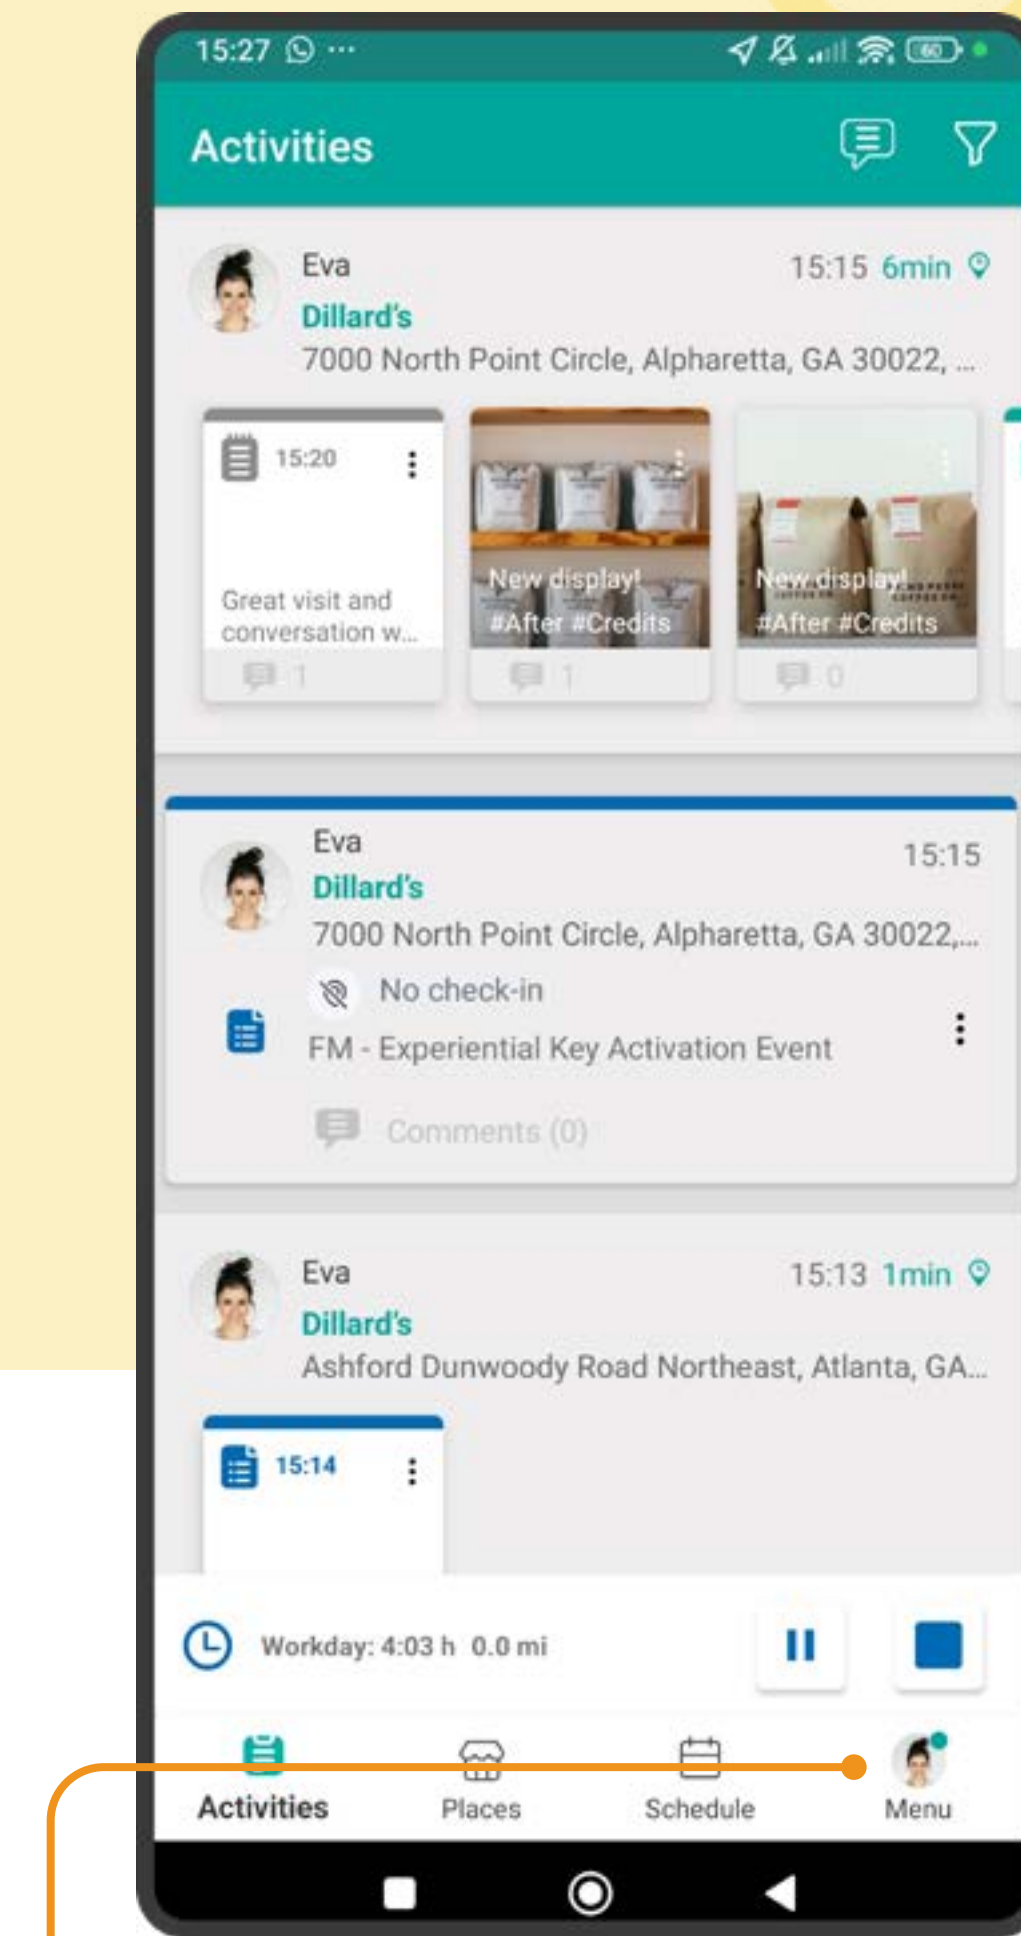 15:27
60
Activities
Eva
15:15 6min
Dillard's
7000 North Point Circle, Alpharetta, GA 30022, ...
15:20
Great visit and
conversation w...
1
New display!
#After #Credits
1
New display!
#After #Credits
0
Eva
15:15
Dillard's
7000 North Point Circle, Alpharetta, GA 30022,...
No check-in
FM - Experiential Key Activation Event
Comments (0)
Eva
15:13 1min
Dillard's
Ashford Dunwoody Road Northeast, Atlanta, GA...
15:14
Workday: 4:03 h 0.0 mi
Activities
Places
Schedule
Menu